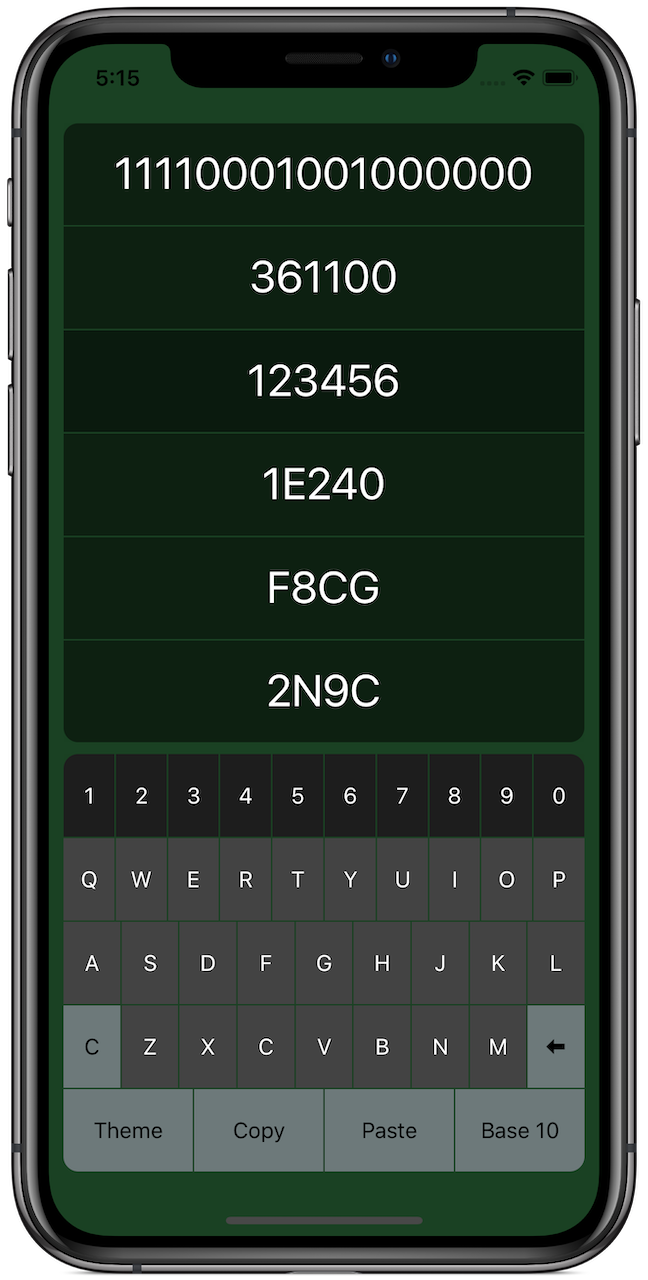 5:15
11110001001000000
361100
123456
1E240
F8CG
2N9C
1 2 3 4 5 6 7 8 9 0
Q W E R T Y U I O P
A S D F G H J K L
C Z X C V B N M
Theme Copy Paste Base 10